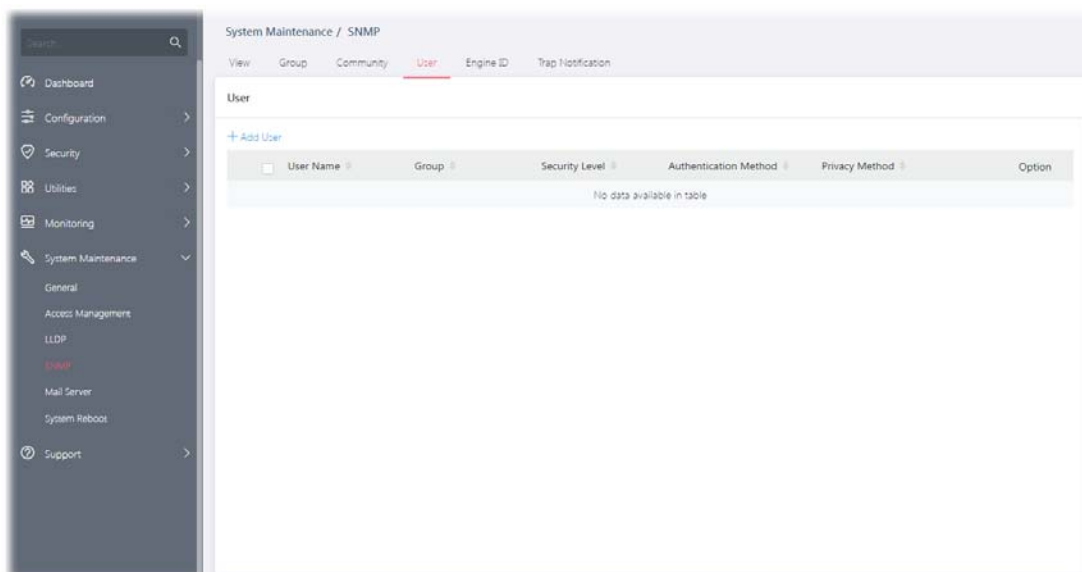 Search...
Dashboard
Configuration
Security
Utilities
Monitoring
System Maintenance
General
Access Management
LLDP
SNMP
Mail Server
System Reboot
Support
System Maintenance / SNMP
View Group Community User Engine ID Trap Notification
User
+ Add User
User Name Group Security Level Authentication Method Privacy Method Option
No data available in table